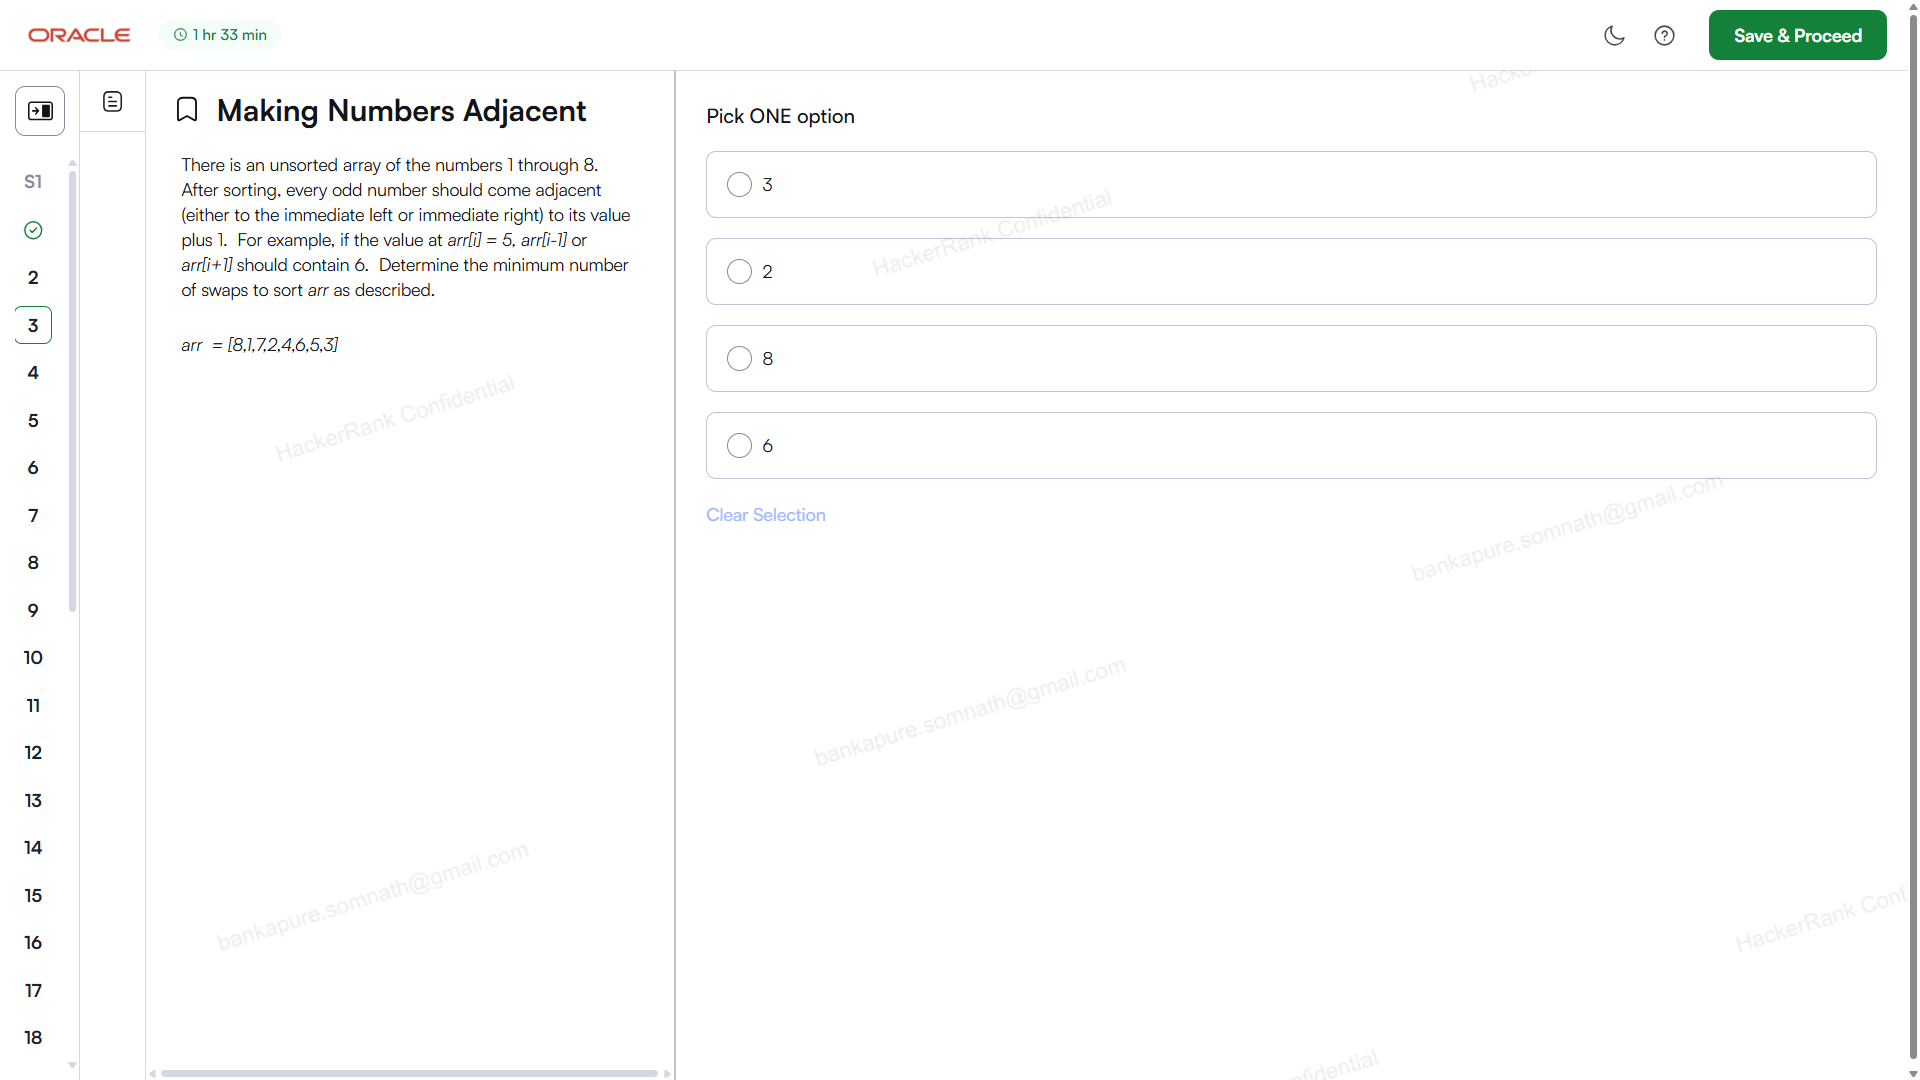 ORACLE
1 hr 33 min
Save & Proceed
S1
2
3
4
5
6
7
8
9
10
11
12
13
14
15
16
17
18
Making Numbers Adjacent
There is an unsorted array of the numbers 1 through 8.
After sorting, every odd number should come adjacent
(either to the immediate left or immediate right) to its value
plus 1.  For example, if the value at arr[i] = 5, arr[i-1] or
arr[i+1] should contain 6.  Determine the minimum number
of swaps to sort arr as described.
arr  = [8,1,7,2,4,6,5,3]
Pick ONE option
3
2
8
6
Clear Selection
HackerRank Confidential
HackerRank Confidential
bankapure.somnath@gmail.com
bankapure.somnath@gmail.com
bankapure.somnath@gmail.com